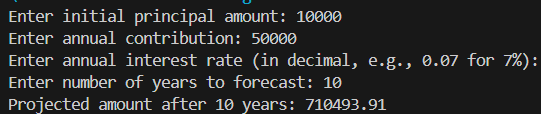 Enter initial principal amount: 10000
Enter annual contribution: 50000
Enter annual interest rate (in decimal, e.g., 0.07 for 7%):
Enter number of years to forecast: 10
Projected amount after 10 years: 710493.91